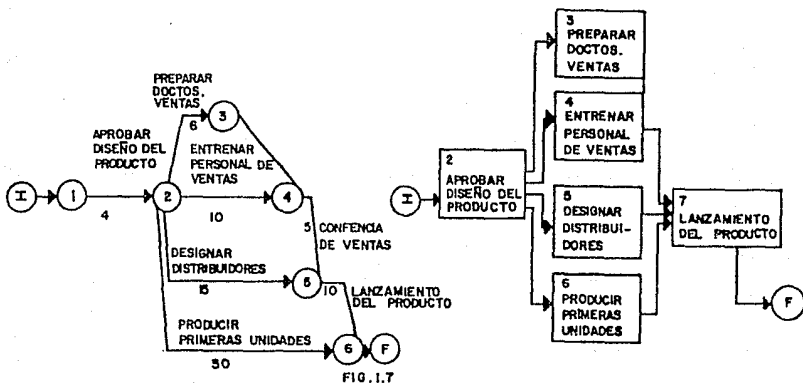 PREPARAR
DOCTOS.
VENTAS
6
3
APROBAR
DISEÑO DEL
PRODUCTO
ENTRENAR
PERSONAL DE
VENTAS
I
1
4
2
10
4
5 CONFENCIA
DE VENTAS
DESIGNAR
DISTRIBUIDORES
15
5
10
LANZAMIENTO
DEL PRODUCTO
PRODUCIR
PRIMERAS UNIDADES
30
6
F
FIG.1.7
3
PREPARAR
DOCTOS.
VENTAS
4
ENTRENAR
PERSONAL
DE VENTAS
I
2
APROBAR
DISEÑO DEL
PRODUCTO
5
DESIGNAR
DISTRIBUI-
DORES
7
LANZAMIENTO
DEL PRODUCTO
6
PRODUCIR
PRIMERAS
UNIDADES
F